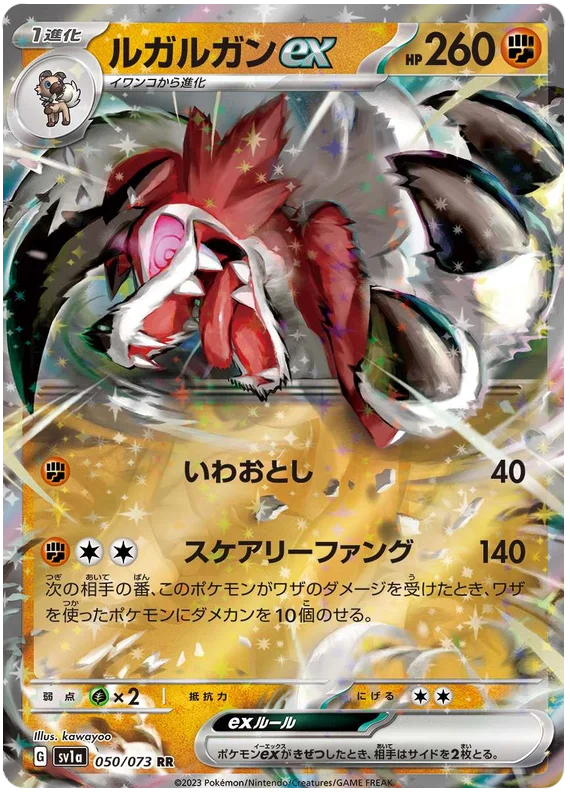 1進化
ルガルガンex
HP 260
イワンコから進化
いわおとし 40
スケアリーファング 140
次の相手の番、このポケモンがワザのダメージを受けたとき、ワザ
を使ったポケモンにダメカンを10個のせる。
弱点 ×2 抵抗力 にげる
exルール
ポケモンexがきぜつしたとき、相手はサイドを2枚とる。
Illus. kawayoo
G sv1a 050/073 RR
©2023 Pokémon/Nintendo/Creatures/GAME FREAK